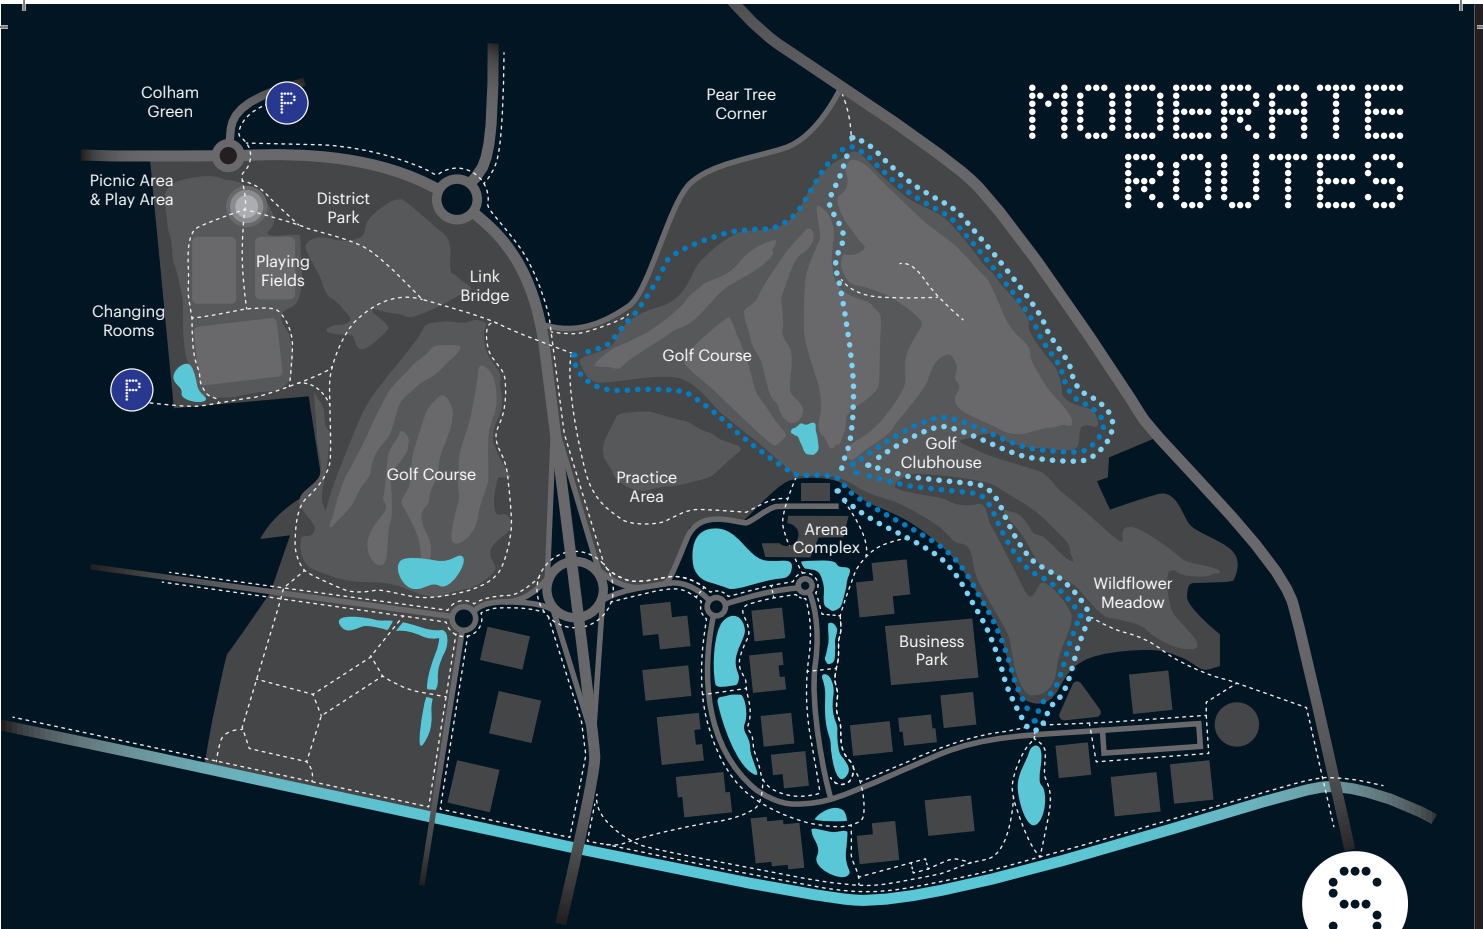 MODERATE
ROUTES
Colham
Green
P
Pear Tree
Corner
Picnic Area
& Play Area
District
Park
Playing
Fields
Link
Bridge
Changing
Rooms
P
Golf Course
Golf Course
Practice
Area
Golf
Clubhouse
Arena
Complex
Wildflower
Meadow
Business
Park
S